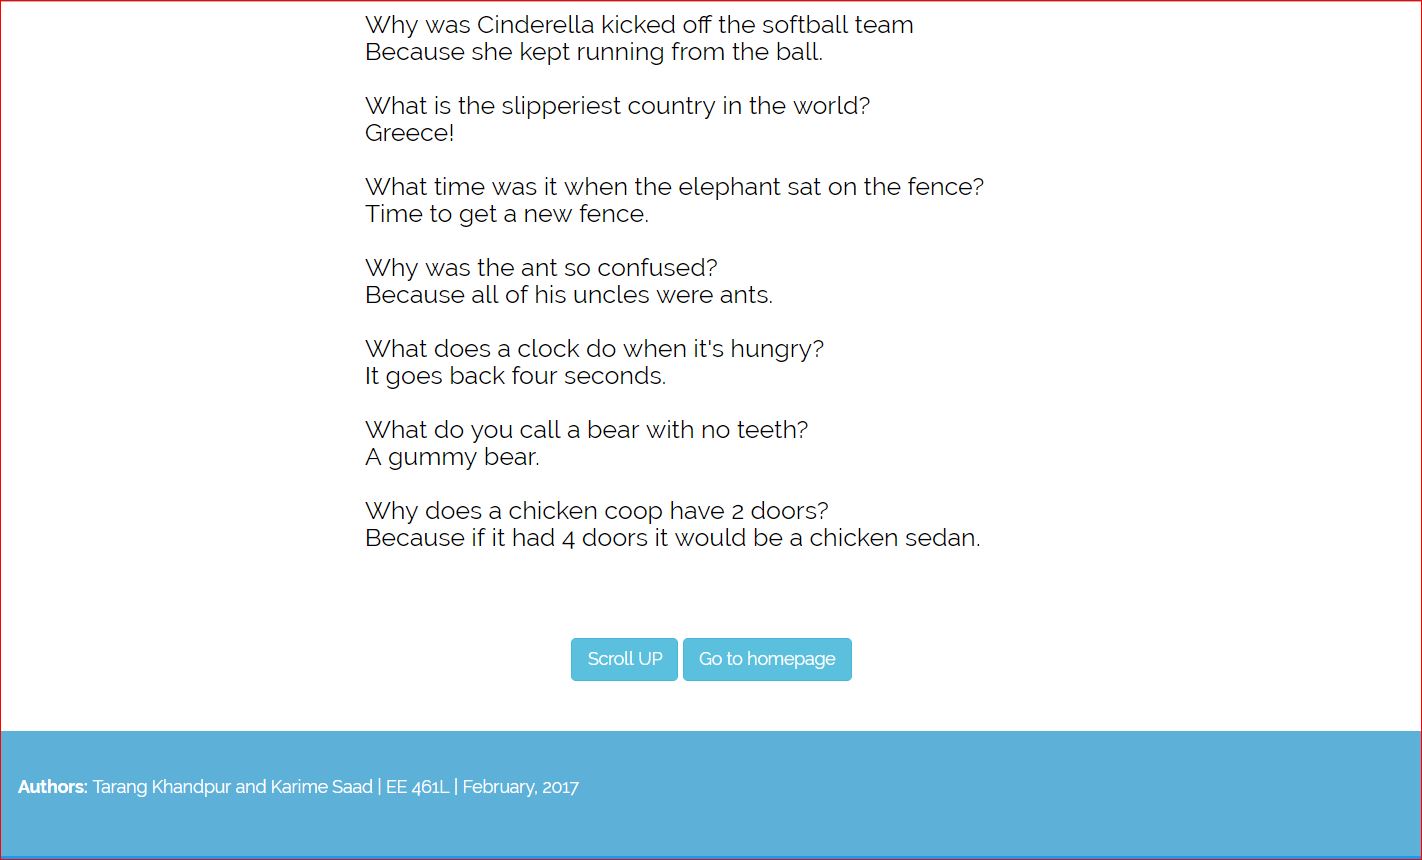 Why was Cinderella kicked off the softball team
Because she kept running from the ball.
What is the slipperiest country in the world?
Greece!
What time was it when the elephant sat on the fence?
Time to get a new fence.
Why was the ant so confused?
Because all of his uncles were ants.
What does a clock do when it's hungry?
It goes back four seconds.
What do you call a bear with no teeth?
A gummy bear.
Why does a chicken coop have 2 doors?
Because if it had 4 doors it would be a chicken sedan.
Scroll UP Go to homepage
Authors: Tarang Khandpur and Karime Saad | EE 461L | February, 2017